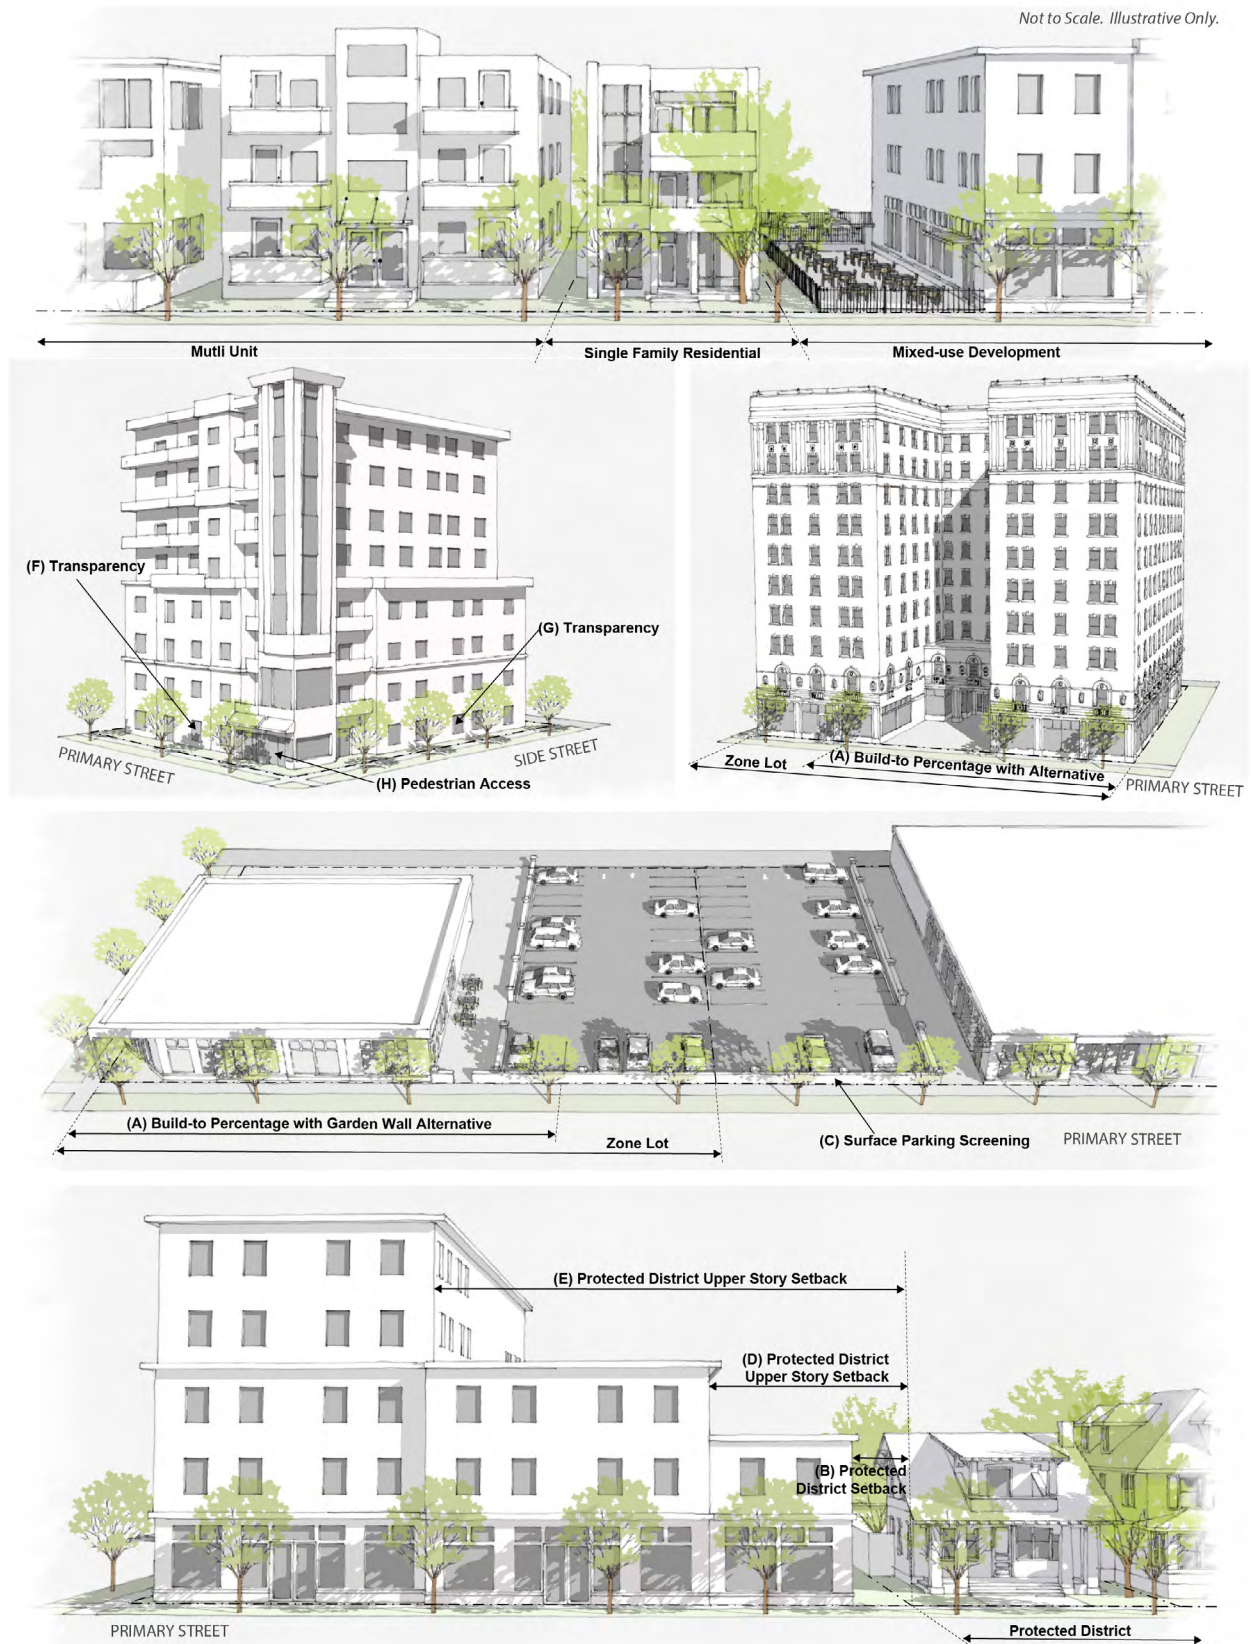 Not to Scale. Illustrative Only.
Mutli Unit
Single Family Residential
Mixed-use Development
(F) Transparency
(G) Transparency
PRIMARY STREET
SIDE STREET
(H) Pedestrian Access
Zone Lot
(A) Build-to Percentage with Alternative
PRIMARY STREET
(A) Build-to Percentage with Garden Wall Alternative
Zone Lot
(C) Surface Parking Screening
PRIMARY STREET
(E) Protected District Upper Story Setback
(D) Protected District
Upper Story Setback
(B) Protected
District Setback
PRIMARY STREET
Protected District